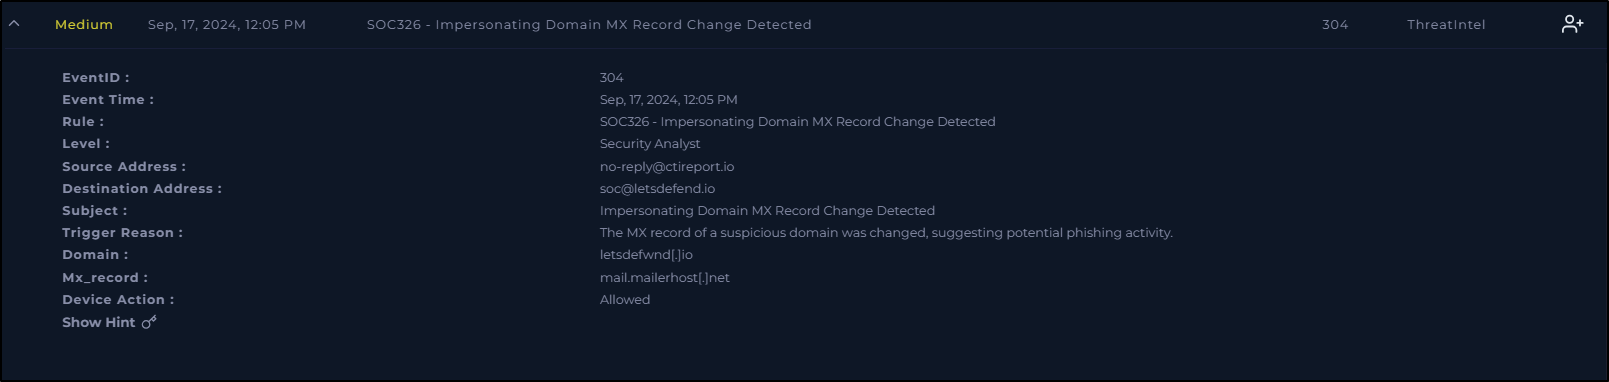 Medium Sep, 17, 2024, 12:05 PM SOC326 - Impersonating Domain MX Record Change Detected 304 ThreatIntel
EventID : 304
Event Time : Sep, 17, 2024, 12:05 PM
Rule : SOC326 - Impersonating Domain MX Record Change Detected
Level : Security Analyst
Source Address : no-reply@ctireport.io
Destination Address : soc@letsdefend.io
Subject : Impersonating Domain MX Record Change Detected
Trigger Reason : The MX record of a suspicious domain was changed, suggesting potential phishing activity.
Domain : letsdefwnd[.]io
Mx_record : mail.mailerhost[.]net
Device Action : Allowed
Show Hint